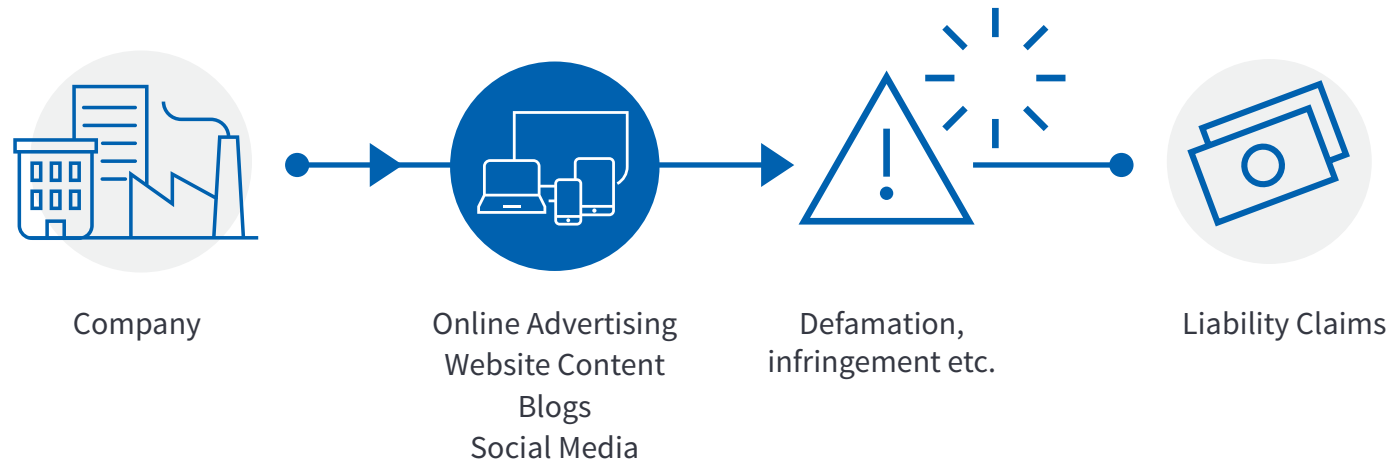 Company
Online Advertising
Website Content
Blogs
Social Media
Defamation,
infringement etc.
Liability Claims